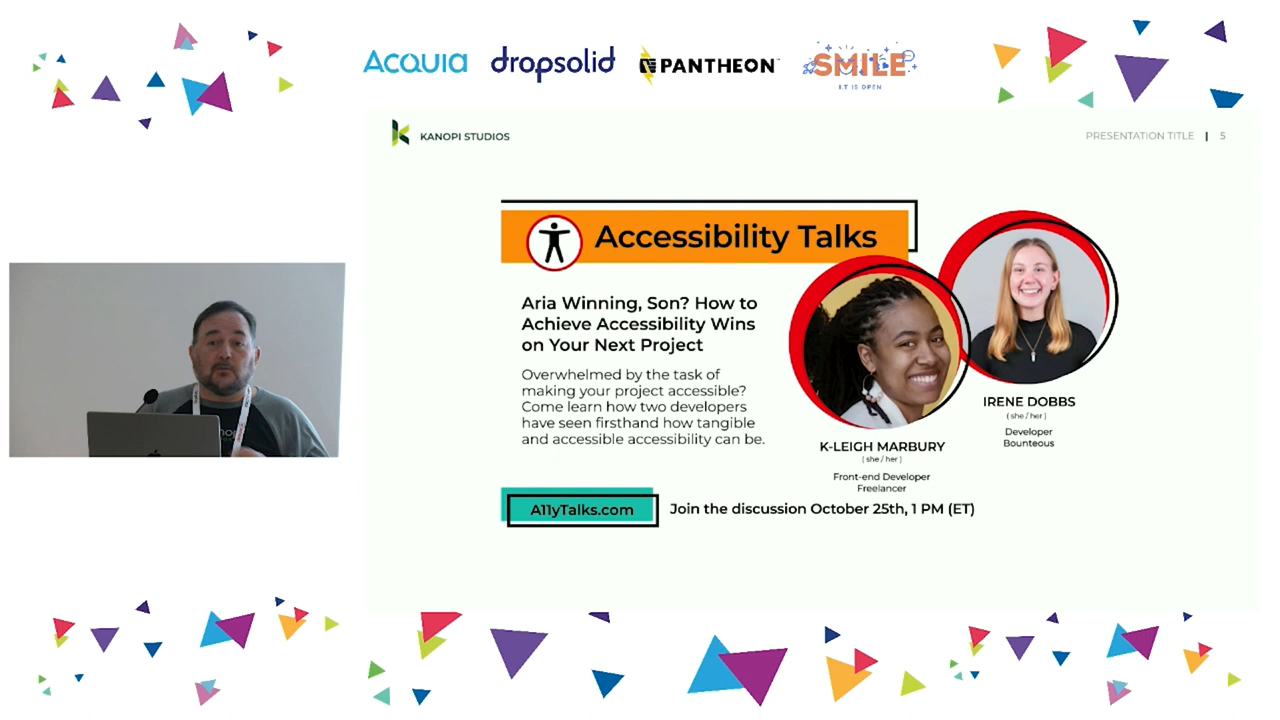 ACQUIA dropsolid PANTHEON SMILE
I.T IS OPEN
KANOPI STUDIOS
PRESENTATION TITLE | 5
Accessibility Talks
Aria Winning, Son? How to
Achieve Accessibility Wins
on Your Next Project
Overwhelmed by the task of
making your project accessible?
Come learn how two developers
have seen firsthand how tangible
and accessible accessibility can be.
K-LEIGH MARBURY
( she / her )
Front-end Developer
Freelancer
IRENE DOBBS
( she / her )
Developer
Bounteous
A11yTalks.com
Join the discussion October 25th, 1 PM (ET)